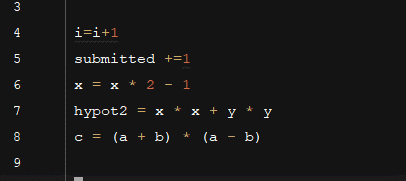 3
4 i=i+1
5 submitted +=1
6 x = x * 2 - 1
7 hypot2 = x * x + y * y
8 c = (a + b) * (a - b)
9